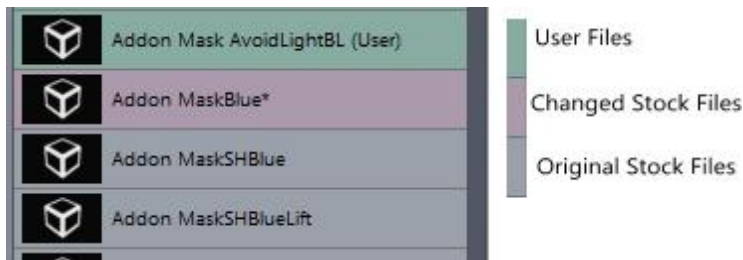 Addon Mask AvoidLightBL (User)
Addon MaskBlue*
Addon MaskSHBlue
Addon MaskSHBlueLift
User Files
Changed Stock Files
Original Stock Files